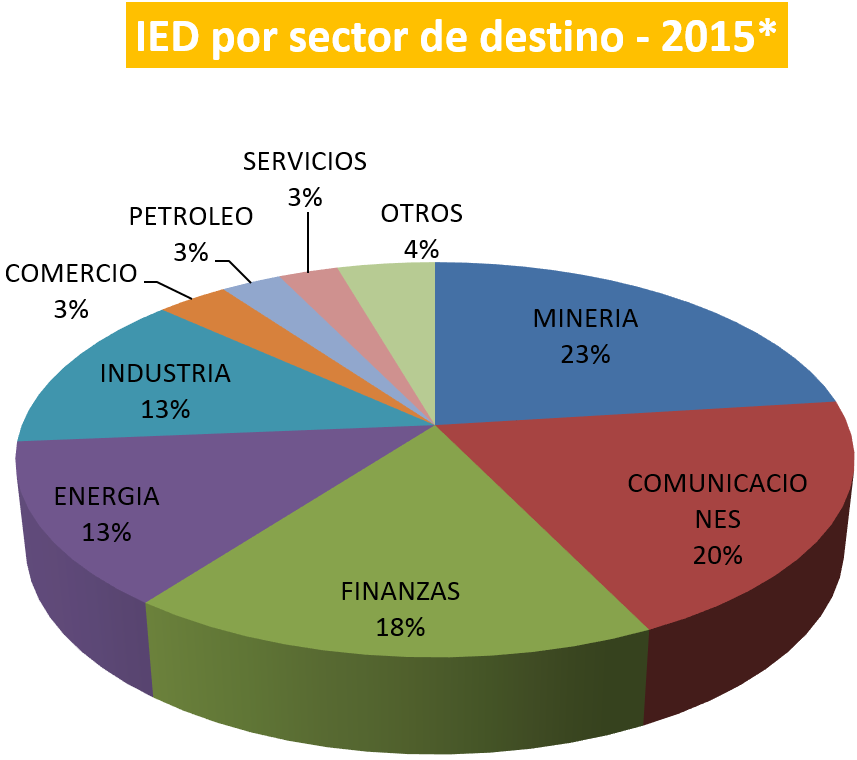 IED por sector de destino - 2015*
SERVICIOS
3%
OTROS
4%
PETROLEO
3%
COMERCIO
3%
MINERIA
23%
INDUSTRIA
13%
COMUNICACIO
NES
20%
ENERGIA
13%
FINANZAS
18%